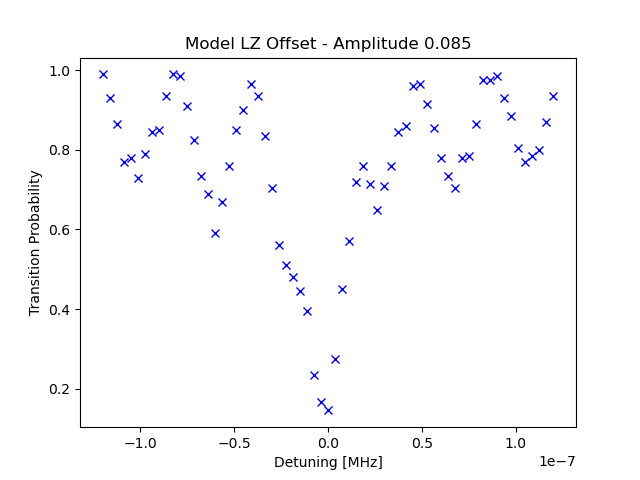 Model LZ Offset - Amplitude 0.085
1.0
0.8
0.6
0.4
0.2
Transition Probability
−1.0 −0.5 0.0 0.5 1.0
1e−7
Detuning [MHz]